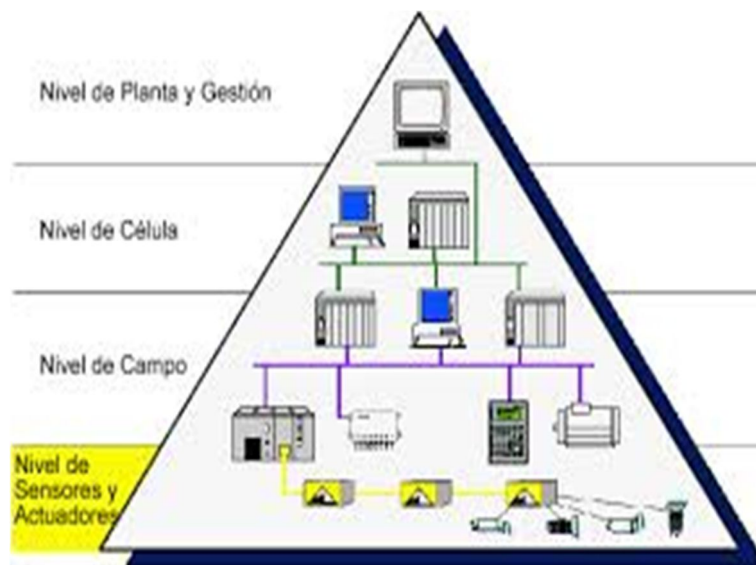 Nivel de Planta y Gestión
Nivel de Célula
Nivel de Campo
Nivel de
Sensores y
Actuadores